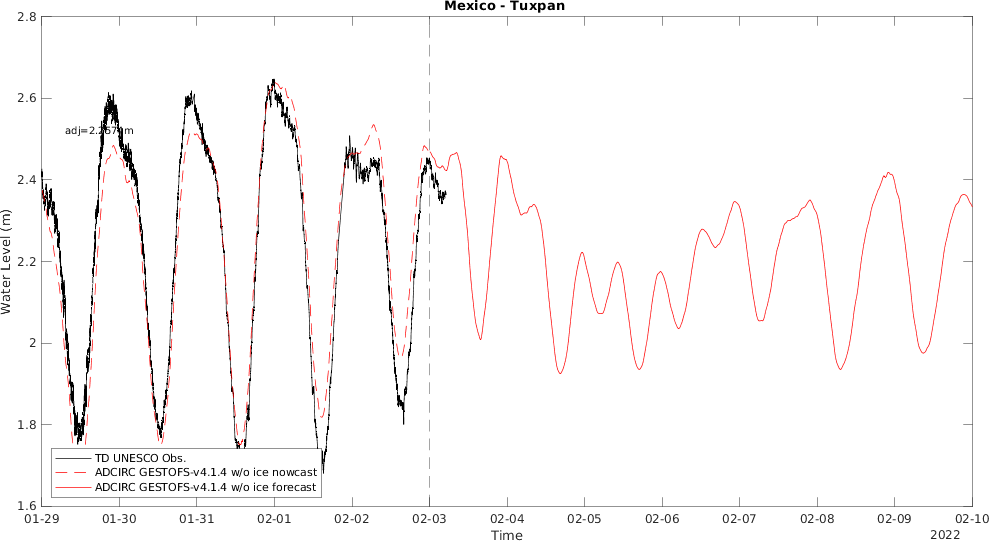 Mexico - Tuxpan
2.8
2.6
2.4
2.2
2
1.8
1.6
Water Level (m)
TD UNESCO Obs.
ADCIRC GESTOFS-v4.1.4 w/o ice nowcast
ADCIRC GESTOFS-v4.1.4 w/o ice forecast
01-29 01-30 01-31 02-01 02-02 02-03 02-04 02-05 02-06 02-07 02-08 02-09 02-10
Time
2022